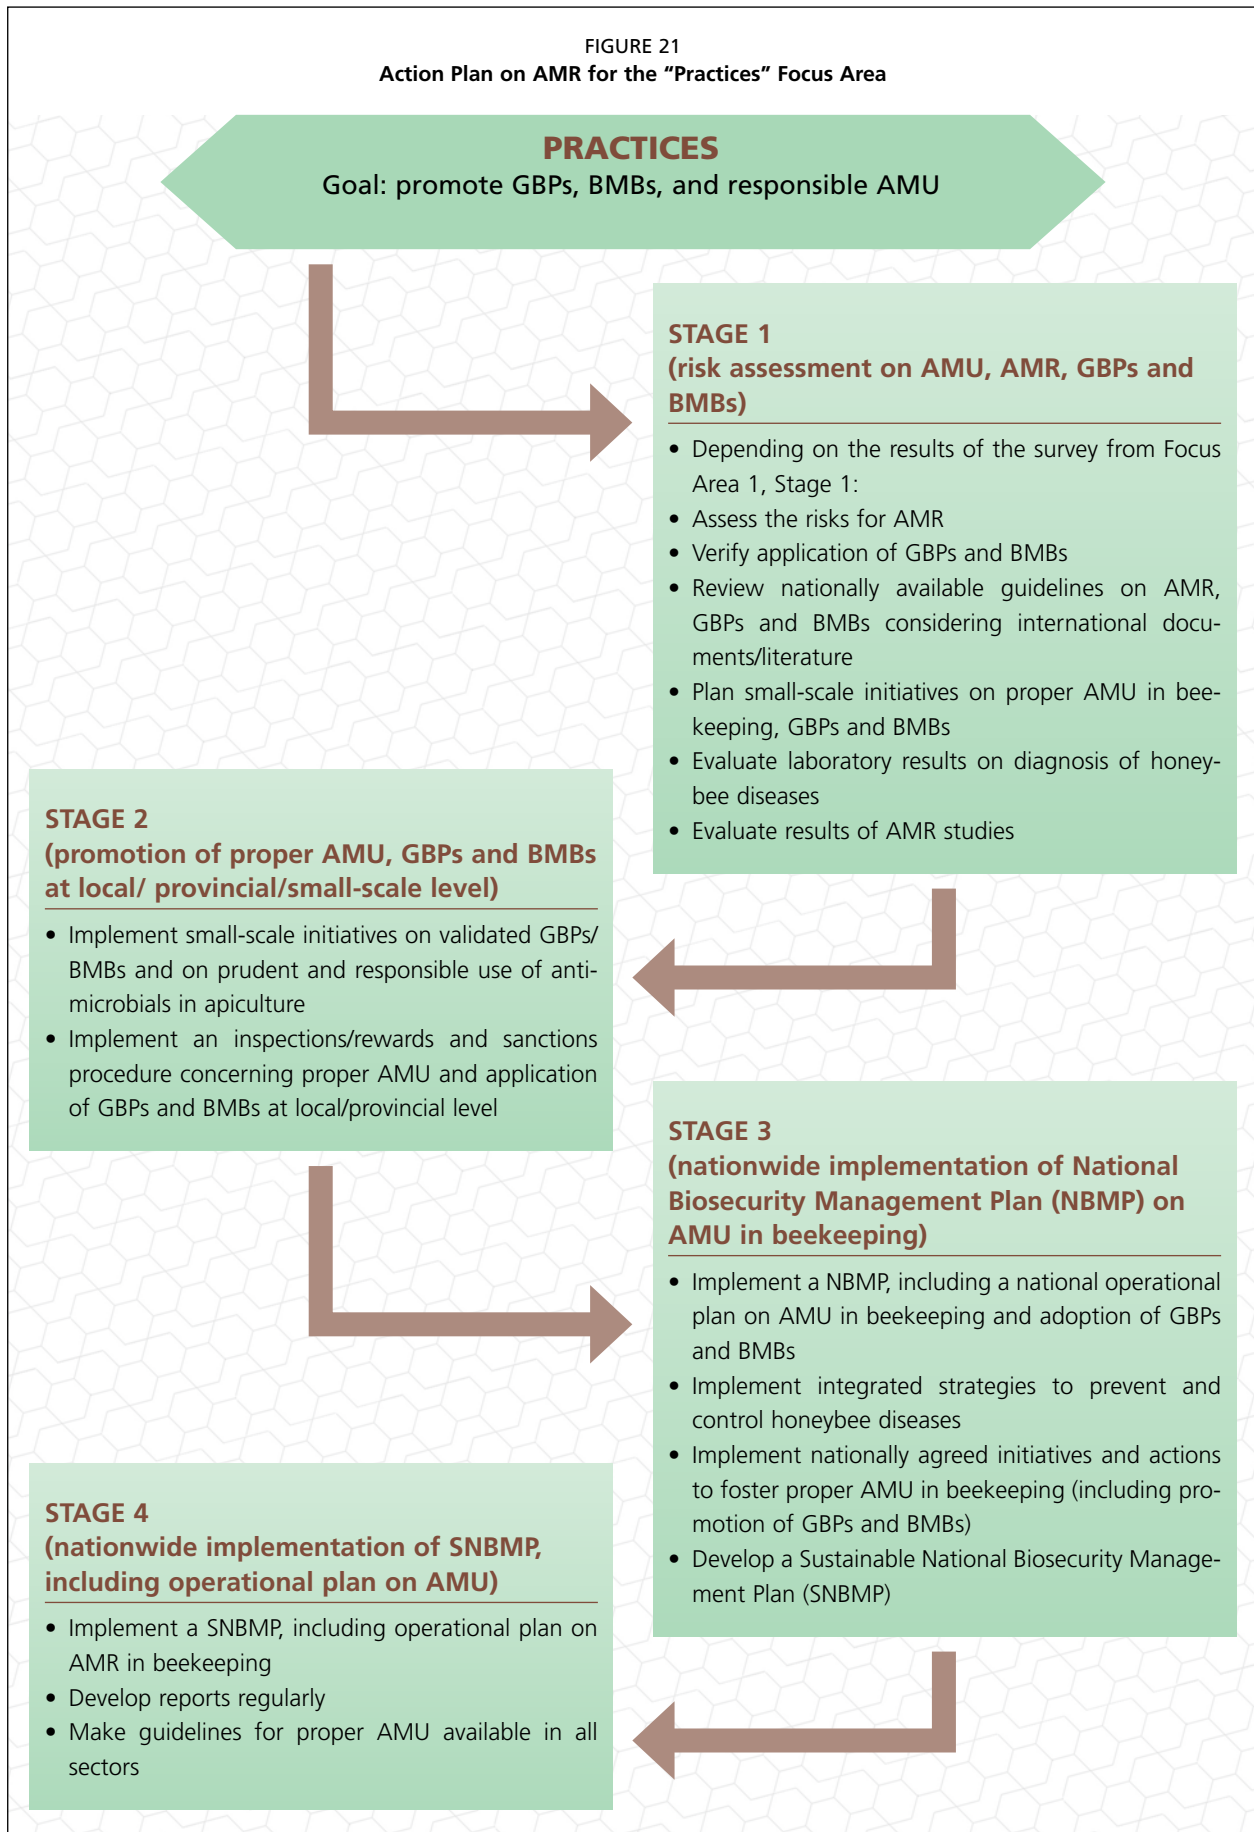 FIGURE 21
Action Plan on AMR for the “Practices” Focus Area
PRACTICES
Goal: promote GBPs, BMBs, and responsible AMU
STAGE 1
(risk assessment on AMU, AMR, GBPs and
BMBs)
• Depending on the results of the survey from Focus
Area 1, Stage 1:
• Assess the risks for AMR
• Verify application of GBPs and BMBs
• Review nationally available guidelines on AMR,
GBPs and BMBs considering international docu-
ments/literature
• Plan small-scale initiatives on proper AMU in bee-
keeping, GBPs and BMBs
• Evaluate laboratory results on diagnosis of honey-
bee diseases
• Evaluate results of AMR studies
STAGE 2
(promotion of proper AMU, GBPs and BMBs
at local/ provincial/small-scale level)
• Implement small-scale initiatives on validated GBPs/
BMBs and on prudent and responsible use of anti-
microbials in apiculture
• Implement an inspections/rewards and sanctions
procedure concerning proper AMU and application
of GBPs and BMBs at local/provincial level
STAGE 3
(nationwide implementation of National
Biosecurity Management Plan (NBMP) on
AMU in beekeeping)
• Implement a NBMP, including a national operational
plan on AMU in beekeeping and adoption of GBPs
and BMBs
• Implement integrated strategies to prevent and
control honeybee diseases
• Implement nationally agreed initiatives and actions
to foster proper AMU in beekeeping (including pro-
motion of GBPs and BMBs)
• Develop a Sustainable National Biosecurity Manage-
ment Plan (SNBMP)
STAGE 4
(nationwide implementation of SNBMP,
including operational plan on AMU)
• Implement a SNBMP, including operational plan on
AMR in beekeeping
• Develop reports regularly
• Make guidelines for proper AMU available in all
sectors